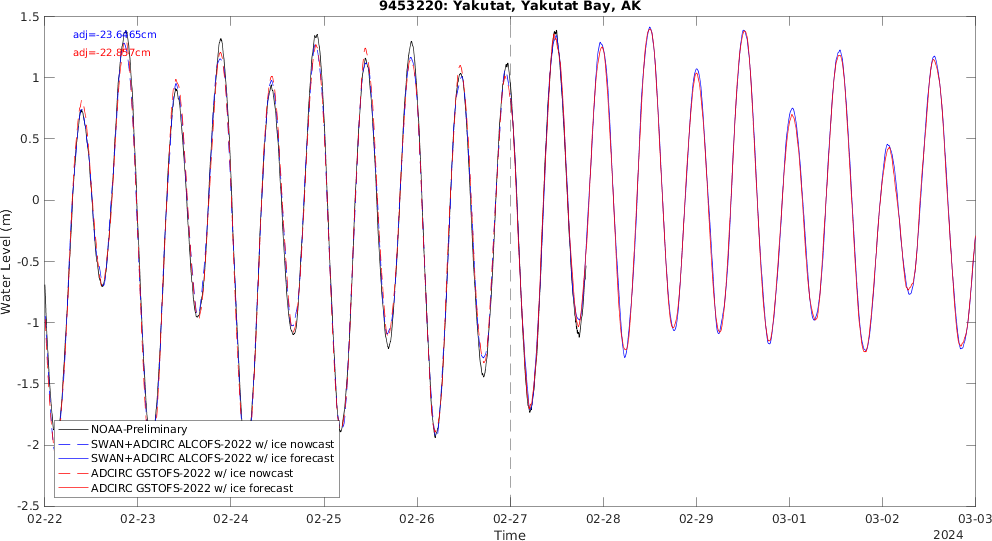 9453220: Yakutat, Yakutat Bay, AK
adj=-23.6465cm
1.5
1
0.5
0
-0.5
-1
-1.5
-2
-2.5
Water Level (m)
NOAA-Preliminary
SWAN+ADCIRC ALCOFS-2022 w/ ice nowcast
SWAN+ADCIRC ALCOFS-2022 w/ ice forecast
ADCIRC GSTOFS-2022 w/ ice nowcast
ADCIRC GSTOFS-2022 w/ ice forecast
02-22 02-23 02-24 02-25 02-26 02-27 02-28 02-29 03-01 03-02 03-03
Time
2024